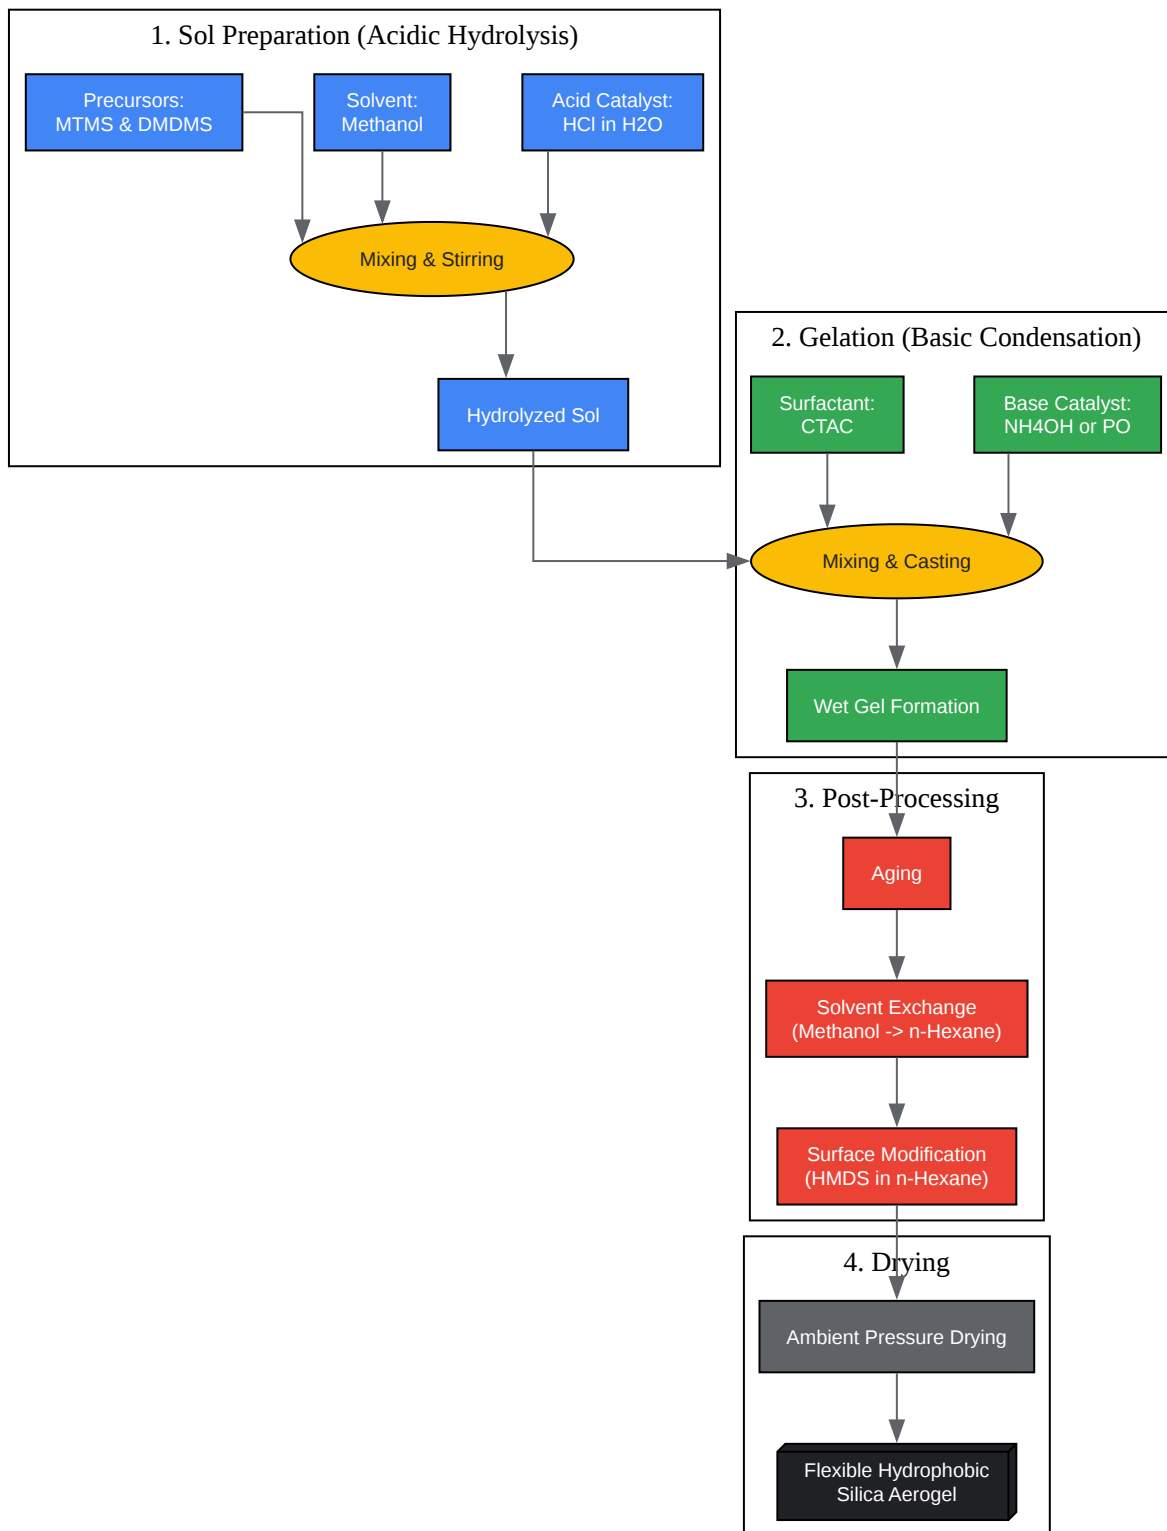 1. Sol Preparation (Acidic Hydrolysis)
Precursors:
MTMS & DMDMS
Solvent:
Methanol
Acid Catalyst:
HCl in H2O
Mixing & Stirring
Hydrolyzed Sol
2. Gelation (Basic Condensation)
Surfactant:
CTAC
Base Catalyst:
NH4OH or PO
Mixing & Casting
Wet Gel Formation
3. Post-Processing
Aging
Solvent Exchange
(Methanol -> n-Hexane)
Surface Modification
(HMDS in n-Hexane)
4. Drying
Ambient Pressure Drying
Flexible Hydrophobic
Silica Aerogel